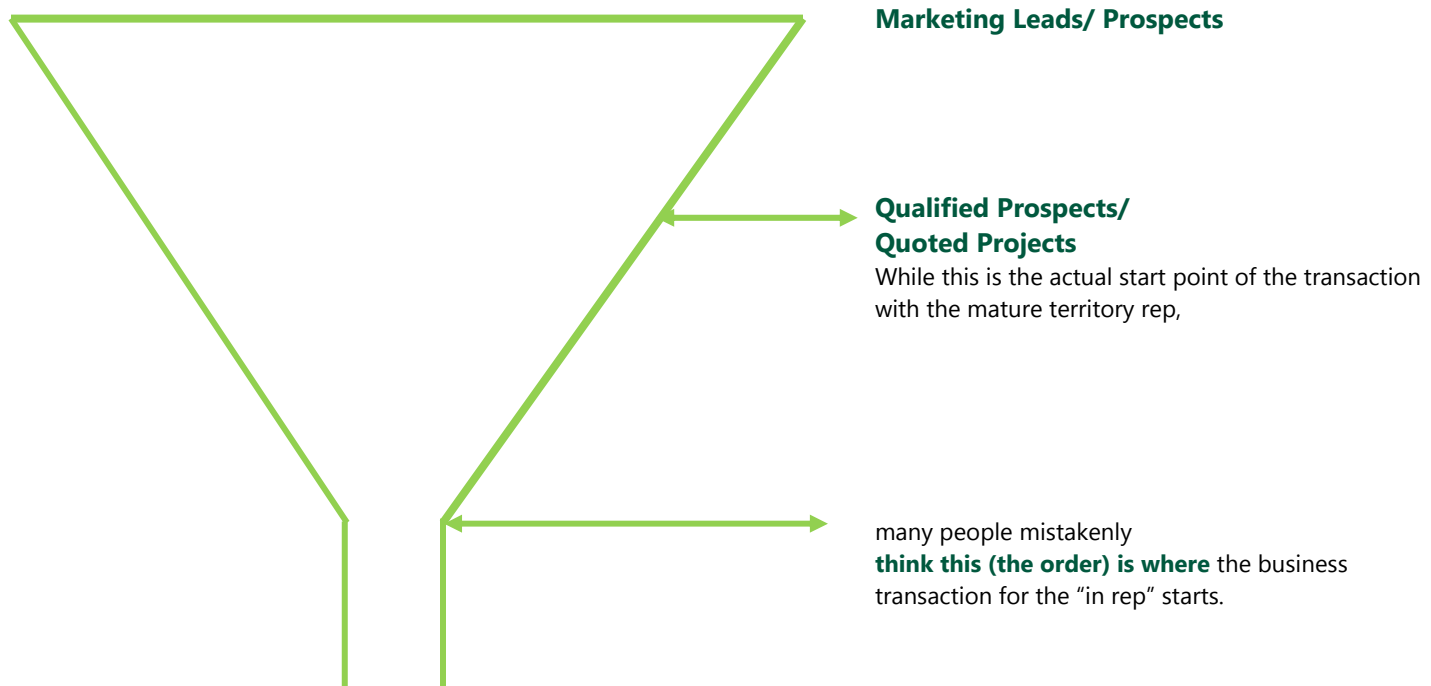 Marketing Leads/ Prospects
Qualified Prospects/
Quoted Projects
While this is the actual start point of the transaction
with the mature territory rep,
many people mistakenly
think this (the order) is where the business
transaction for the “in rep” starts.